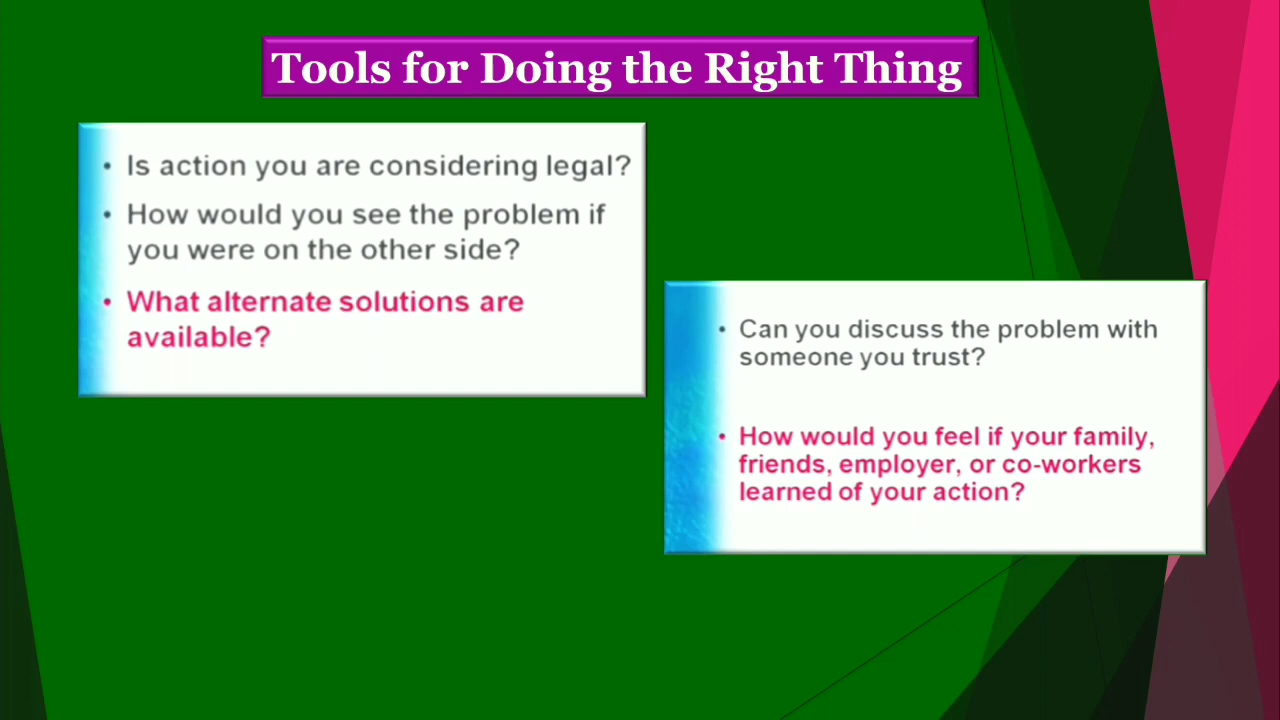 Tools for Doing the Right Thing
• Is action you are considering legal?
• How would you see the problem if
you were on the other side?
• What alternate solutions are
available?
• Can you discuss the problem with
someone you trust?
• How would you feel if your family,
friends, employer, or co-workers
learned of your action?